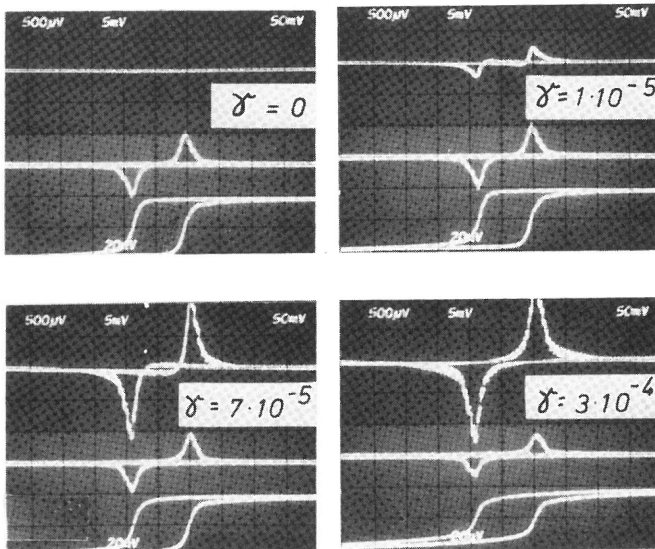 500µV 5mV 50mV
γ = 0
20mV
500µV 5mV 50mV
γ = 1·10⁻⁵
20mV
500µV 5mV 50mV
γ = 7·10⁻⁵
20mV
500µV 5mV 50mV
γ = 3·10⁻⁴